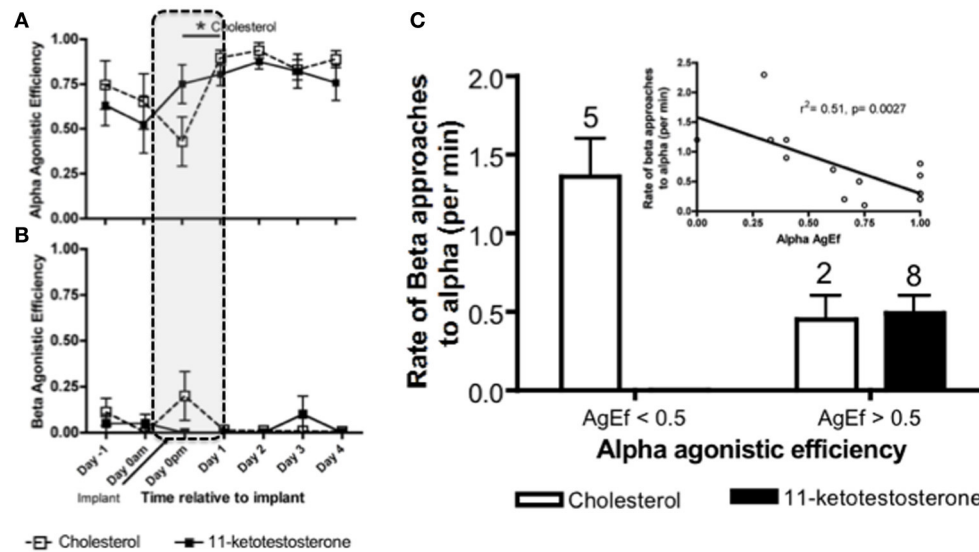 A
* Cholesterol
Alpha Agonistic Efficiency
1.00
0.75
0.50
0.25
0.00
B
Beta Agonistic Efficiency
1.00
0.75
0.50
0.25
0.00
Day -1
Day 0am
Day 0pm
Day 1
Day 2
Day 3
Day 4
Implant
Time relative to implant
Cholesterol
11-ketotestosterone
C
Rate of Beta approaches
to alpha (per min)
2.0
1.5
1.0
0.5
0.0
5
2
8
AgEf < 0.5
AgEf > 0.5
Alpha agonistic efficiency
Cholesterol
11-ketotestosterone
Rate of beta approaches
to alpha (per min)
2.5
2.0
1.5
1.0
0.5
0.0
r2= 0.51, p= 0.0027
0.00
0.25
0.50
0.75
1.00
Alpha AgEf